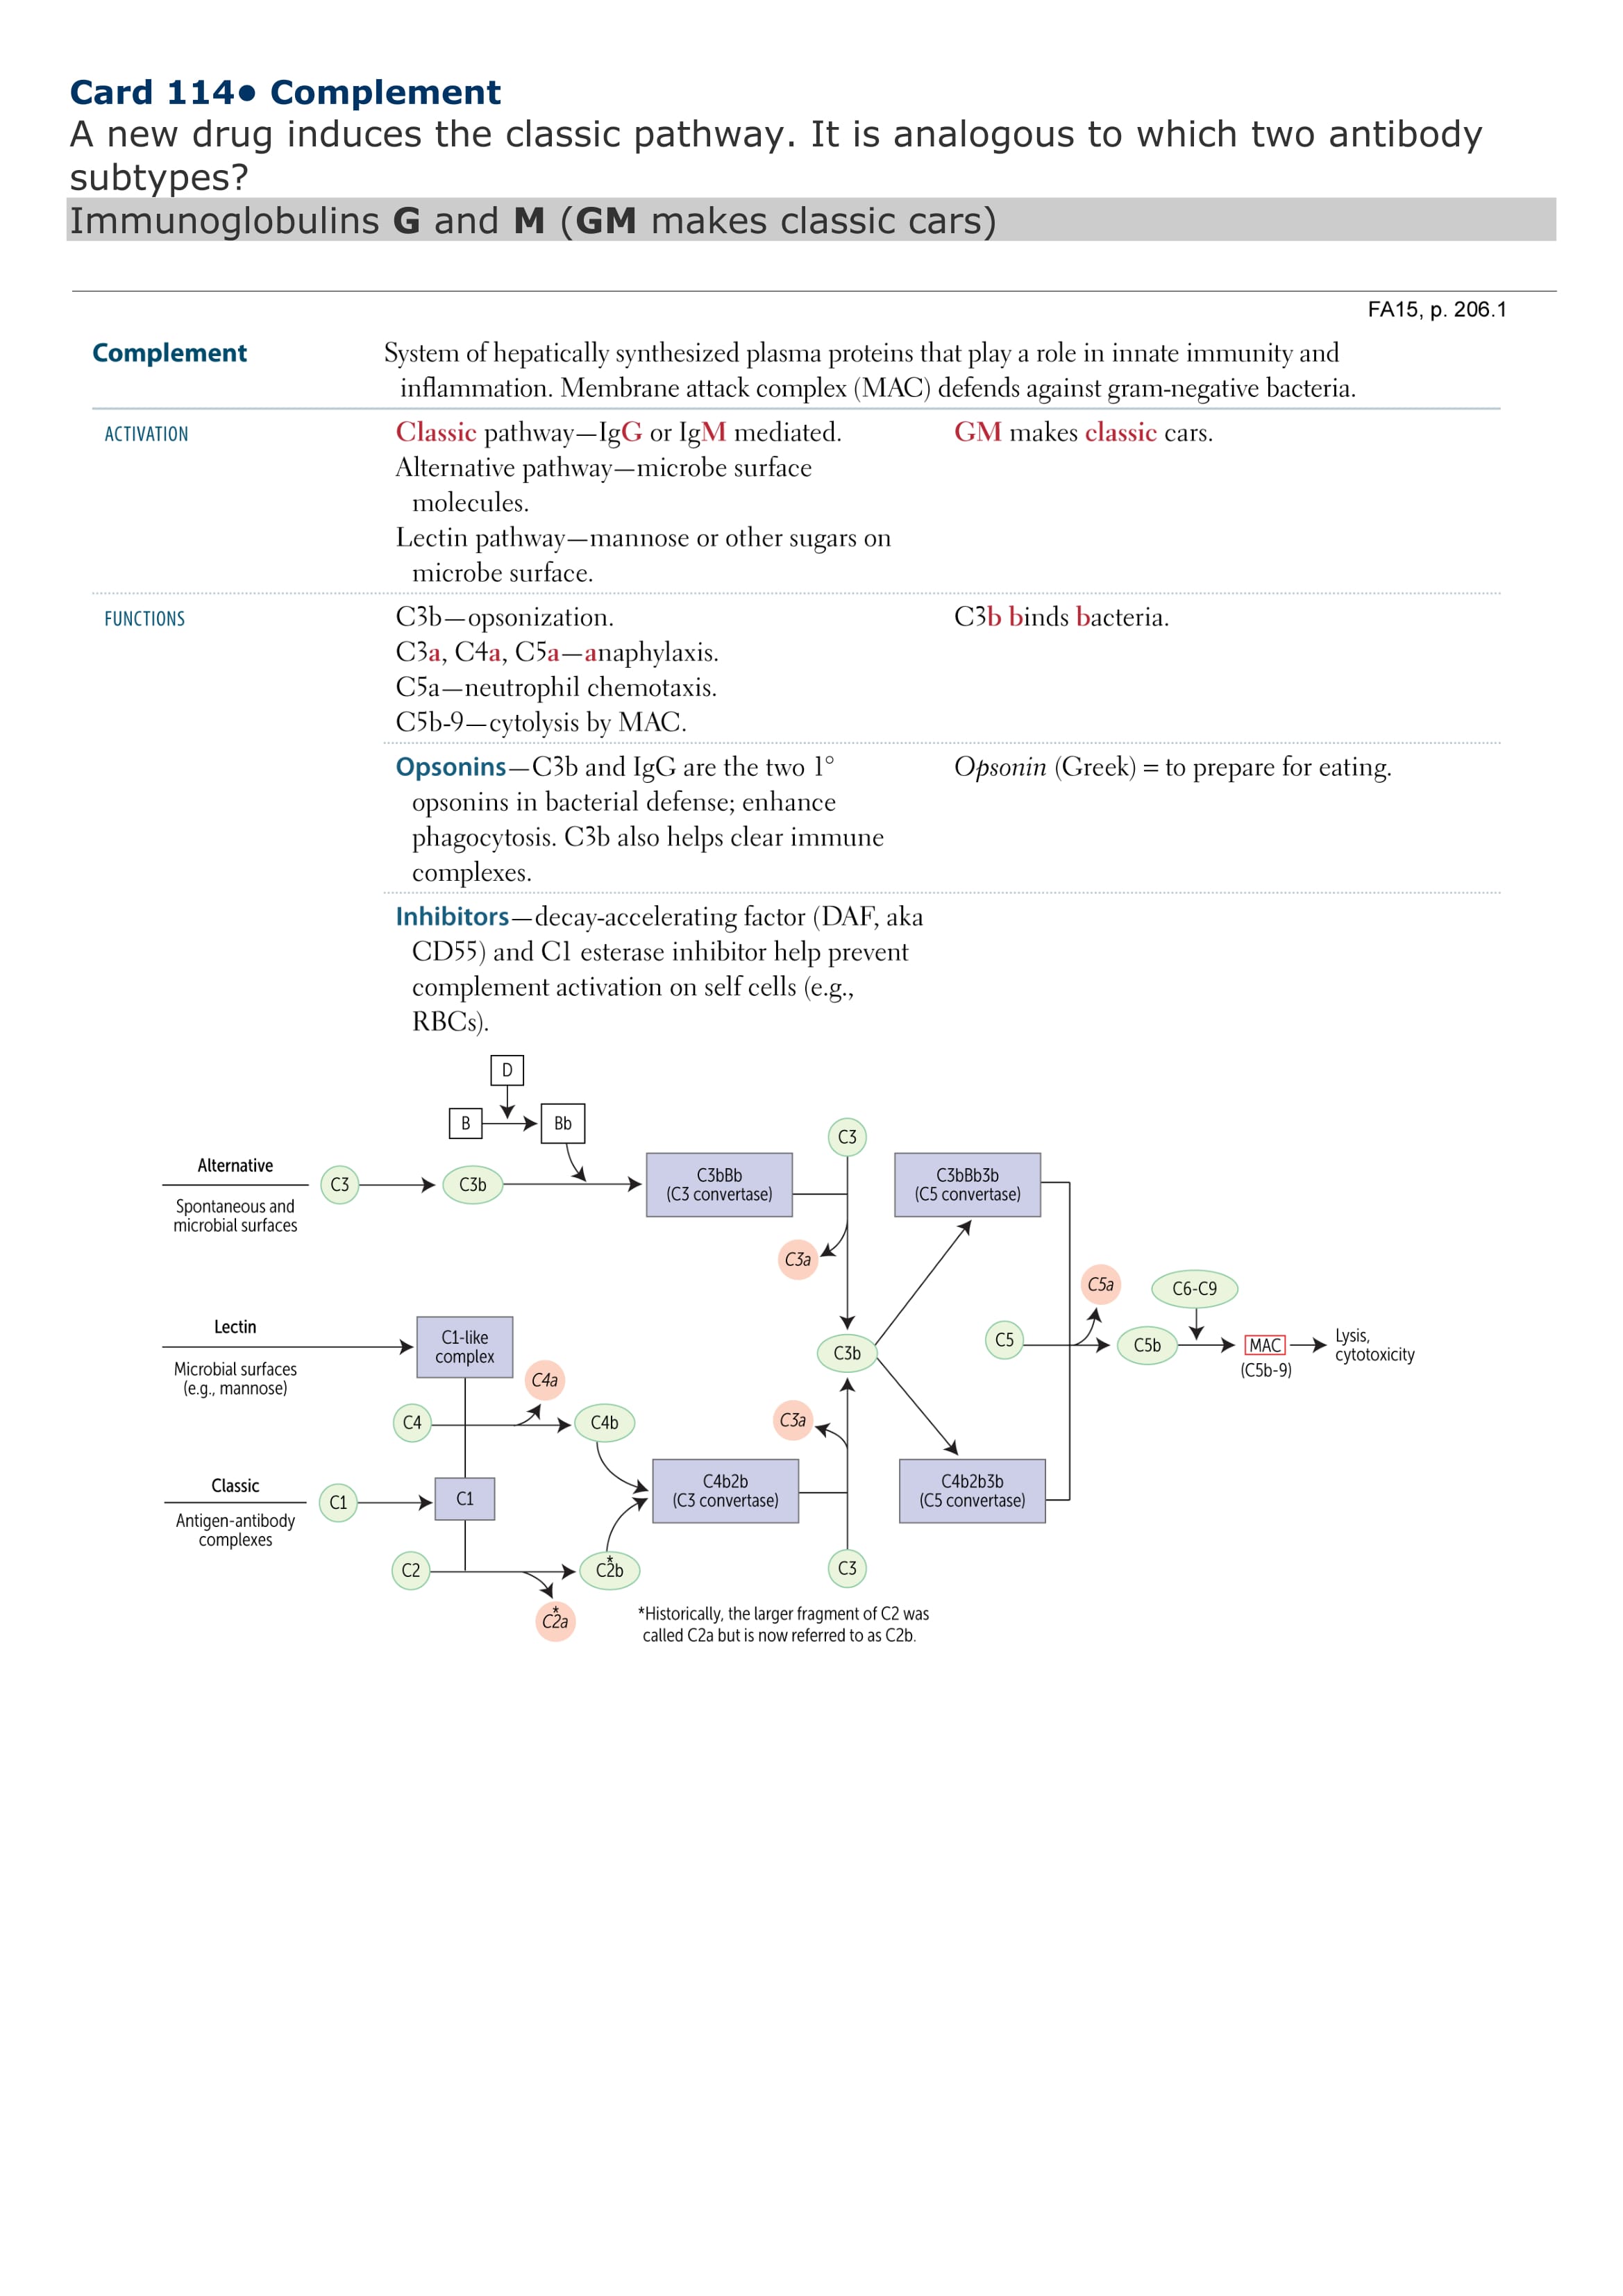 Card 114● Complement
A new drug induces the classic pathway. It is analogous to which two antibody
subtypes?
Immunoglobulins G and M (GM makes classic cars)
FA15, p. 206.1
Complement
System of hepatically synthesized plasma proteins that play a role in innate immunity and
inflammation. Membrane attack complex (MAC) defends against gram-negative bacteria.
ACTIVATION
Classic pathway—IgG or IgM mediated.
Alternative pathway—microbe surface
molecules.
Lectin pathway—mannose or other sugars on
microbe surface.
GM makes classic cars.
FUNCTIONS
C3b—opsonization.
C3a, C4a, C5a—anaphylaxis.
C5a—neutrophil chemotaxis.
C5b-9—cytolysis by MAC.
C3b binds bacteria.
Opsonins—C3b and IgG are the two 1°
opsonins in bacterial defense; enhance
phagocytosis. C3b also helps clear immune
complexes.
Opsonin (Greek) = to prepare for eating.
Inhibitors—decay-accelerating factor (DAF, aka
CD55) and C1 esterase inhibitor help prevent
complement activation on self cells (e.g.,
RBCs).
D
B
Bb
Alternative
Spontaneous and
microbial surfaces
C3
C3b
C3bBb
(C3 convertase)
C3
C3a
C3bBb3b
(C5 convertase)
Lectin
Microbial surfaces
(e.g., mannose)
C1-like
complex
C4a
C4
C4b
C3b
C3a
C5
C5a
C5b
C6-C9
MAC
(C5b-9)
Lysis,
cytotoxicity
Classic
Antigen-antibody
complexes
C1
C1
C4b2b
(C3 convertase)
C4b2b3b
(C5 convertase)
C2
C2b*
C2a*
C3
*Historically, the larger fragment of C2 was
called C2a but is now referred to as C2b.